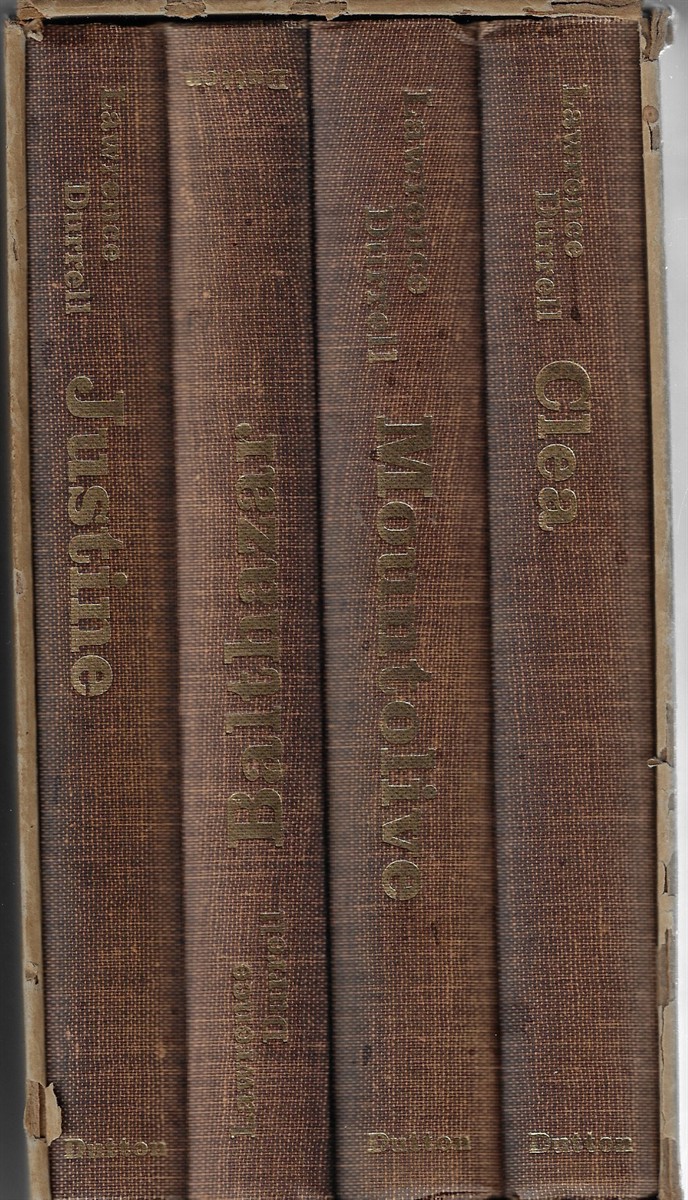 Lawrence
Durrell
Justine
Dutton
Balthazar
Lawrence
Durrell
Dutton
Lawrence
Durrell
Mountolive
Dutton
Lawrence
Durrell
Clea
Dutton